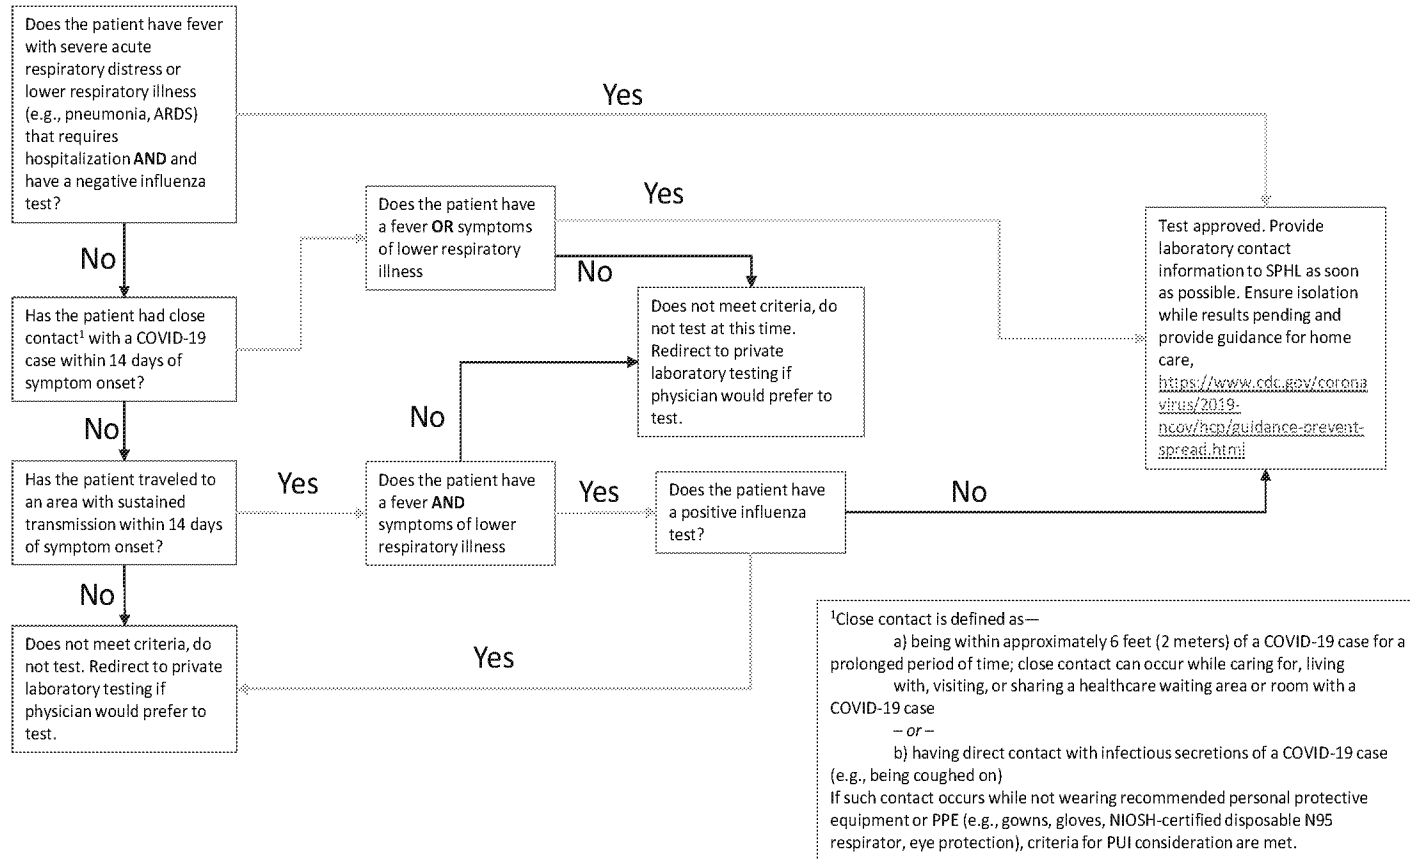 Does the patient have fever
with severe acute
respiratory distress or
lower respiratory illness
(e.g., pneumonia, ARDS)
that requires
hospitalization AND and
have a negative influenza
test?
Yes
No
Does the patient have
a fever OR symptoms
of lower respiratory
illness
Yes
No
Test approved. Provide
laboratory contact
information to SPHL as soon
as possible. Ensure isolation
while results pending and
provide guidance for home
care,
https://www.cdc.gov/corona
virus/2019-
ncov/hcp/guidance-prevent-
spread.html
Has the patient had close
contact¹ with a COVID-19
case within 14 days of
symptom onset?
Does not meet criteria, do
not test at this time.
Redirect to private
laboratory testing if
physician would prefer to
test.
No
No
Has the patient traveled to
an area with sustained
transmission within 14 days
of symptom onset?
Yes
Does the patient have
a fever AND
symptoms of lower
respiratory illness
Yes
Does the patient have
a positive influenza
test?
No
No
Does not meet criteria, do
not test. Redirect to private
laboratory testing if
physician would prefer to
test.
Yes
¹Close contact is defined as—
a) being within approximately 6 feet (2 meters) of a COVID-19 case for a
prolonged period of time; close contact can occur while caring for, living
with, visiting, or sharing a healthcare waiting area or room with a
COVID-19 case
– or –
b) having direct contact with infectious secretions of a COVID-19 case
(e.g., being coughed on)
If such contact occurs while not wearing recommended personal protective
equipment or PPE (e.g., gowns, gloves, NIOSH-certified disposable N95
respirator, eye protection), criteria for PUI consideration are met.